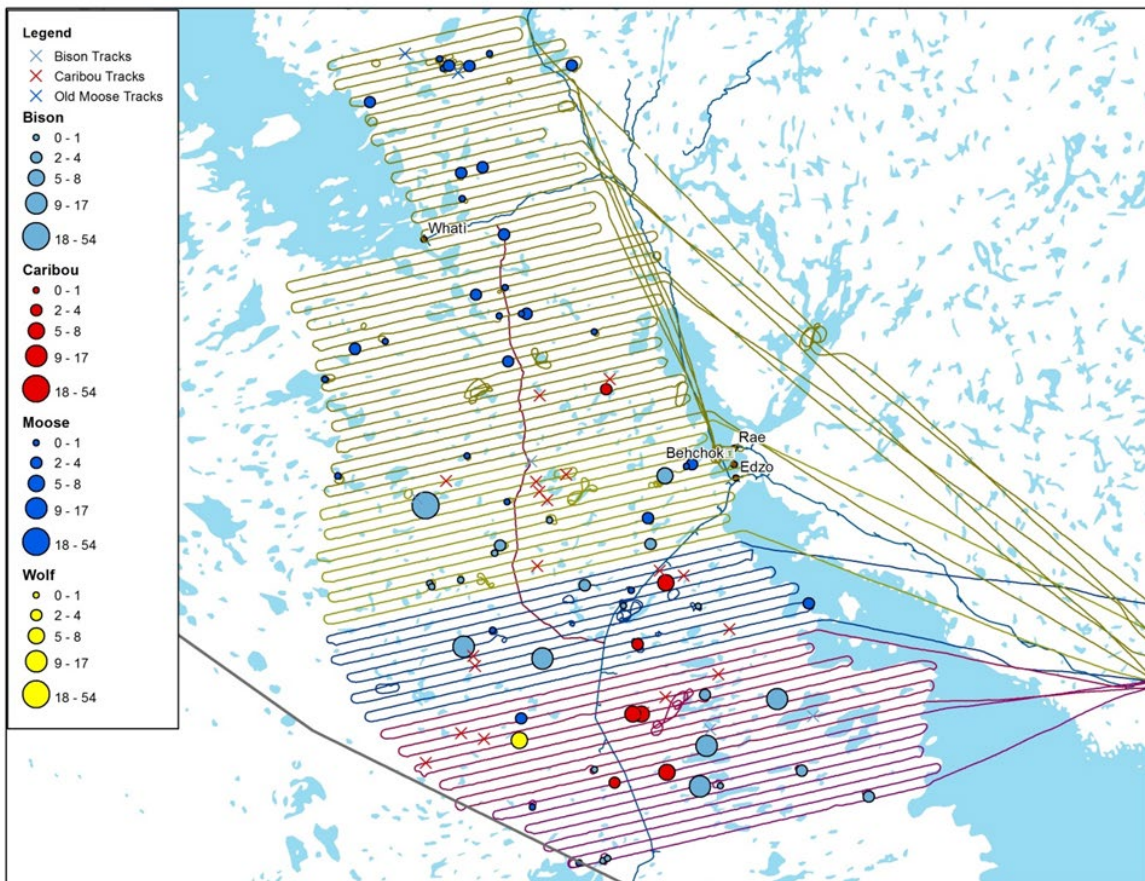 Legend
Bison Tracks
Caribou Tracks
Old Moose Tracks
Bison
0 - 1
2 - 4
5 - 8
9 - 17
18 - 54
Caribou
0 - 1
2 - 4
5 - 8
9 - 17
18 - 54
Moose
0 - 1
2 - 4
5 - 8
9 - 17
18 - 54
Wolf
0 - 1
2 - 4
5 - 8
9 - 17
18 - 54
Whati
Rae
Behchok
Edzo